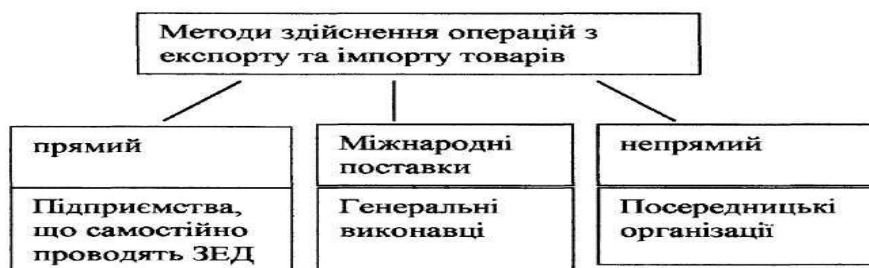 Методи здійснення операцій з
експорту та імпорту товарів
прямий
Міжнародні
поставки
непрямий
Підприємства,
що самостійно
проводять ЗЕД
Генеральні
виконавці
Посередницькі
організації